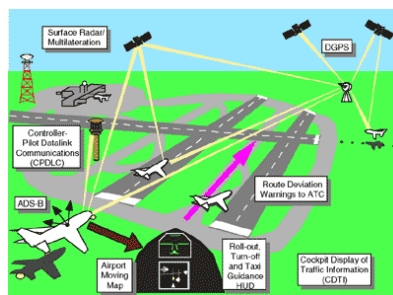 Surface Radar/
Multilateration
DGPS
Controller-
Pilot Datalink
Communications
(CPDLC)
Route Deviation
Warnings to ATC
ADS-B
Airport
Moving
Map
Roll-out,
Turn-off
and Taxi
Guidance
HUD
Cockpit Display of
Traffic Information
(CDTI)